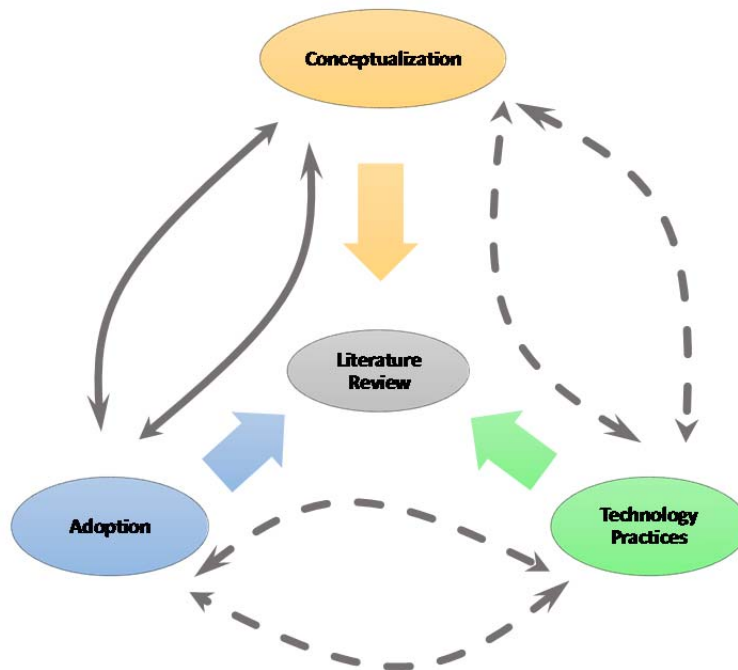 Conceptualization
Literature
Review
Adoption
Technology
Practices